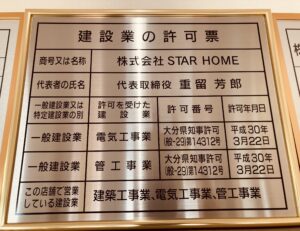 建設業の許可票
商号又は名称 株式会社 STAR HOME
代表者の氏名 代表取締役 重留 芳郎
一般建設業又は
特定建設業の別
許可を受けた
建設業
許可番号 許可年月日
一般建設業 電気工事業
大分県知事許可
(般-29)第14312号
平成30年
3月22日
一般建設業 管工事業
大分県知事許可
(般-29)第14312号
平成30年
3月22日
この店舗で営業
している建設業
建築工事業、電気工事業、管工事業